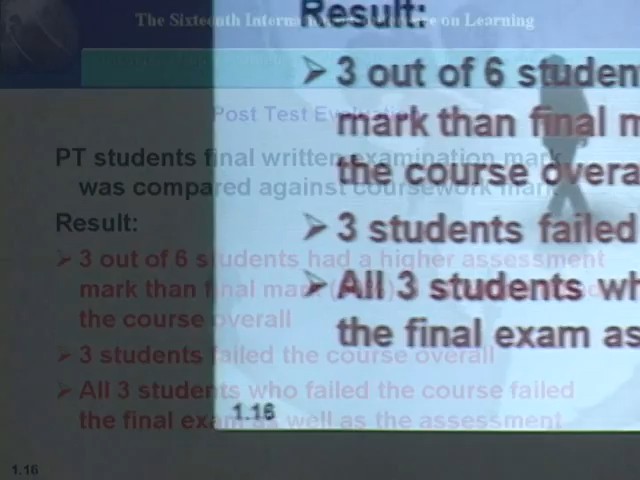 The Sixteenth International Conference on Learning
Post Test Evaluation
PT students final written examination mark
was compared against coursework mark
Result:
3 out of 6 students had a higher assessment
mark than final mark
the course overall
3 students failed the course overall
All 3 students who failed the course failed
the final exam as well as the assessment
1.16
Result:
3 out of 6 studen
mark than final m
the course overa
3 students failed
All 3 students wh
the final exam as
1.16